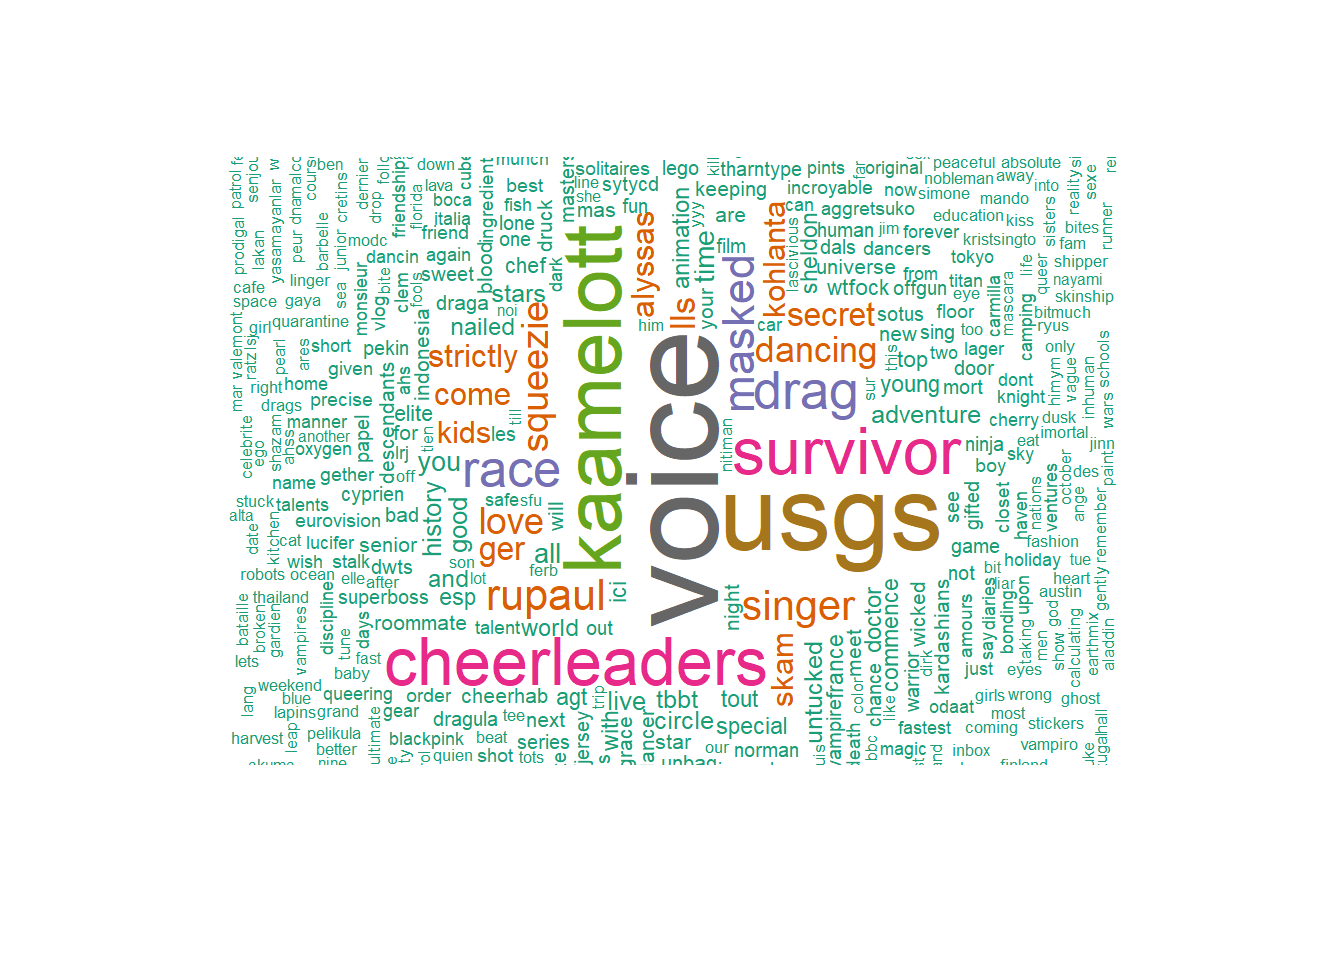 voice
usgs
kaamelott
cheerleaders
survivor
drag
race
masked
rupaul
singer
dancing
secret
squeezie
strictly
come
kids
love
ger
alyssas
lls
kohlanta
skam
solitaires
lego
tharntype
pints
original
peaceful
absolute
nobleman
away
into
sytycd
keeping
incroyable
now
simone
mando
line
she
mas
fun
yyy
are
can
aggretsuko
education
kiss
film
human
jim
forever
kristsingto
bites
fam
animation
your
time
dals
dancers
tokyo
shipper
universe
from
titan
nayami
lascivious
sheldon
wtfock
offgun
eye
carmilla
mascara
life
queer
skinship
him
car
sotus
floor
bitmuch
camping
new
sing
too
ryus
this
top
two
lager
only
sur
young
door
dont
himym
vague
mort
knight
inhuman
schools
wars
adventure
cherry
dusk
imortal
ninja
eat
sky
jinn
boy
des
nitiman
see
gifted
closet
haven
ventures
nations
october
ange
paint
remember
gently
game
fashion
not
holiday
tue
bit
liar
heart
austin
down
lava
best
boca
fish
italia
lone
friend
one
druck
masters
munch
cube
ingredient
blood
friendship
florida
drop
dernier
cretins
junior
barbelle
peur
senjou
lakan
prodigal
patrol
yasamayanlar
ben
modc
dancin
again
sweet
chef
dark
stars
linger
cafe
space
gaya
sea
monsieur
bite
clem
fools
draga
noi
vlog
quarantine
nailed
girl
valemont
mar
pearl
ares
short
pekin
ahs
indonesia
given
right
home
drags
precise
descendants
elite
manner
for
les
till
another
papel
tien
celebrite
ego
shazam
ahss
oxygen
lrj
you
gether
off
name
cyprien
stuck
talents
alta
eurovision
bad
history
good
safe
sfu
will
date
kitchen
cat
lucifer
senior
wish
stalk
dwts
son
all
robots
ocean
elle
after
and
lot
ferb
thailand
superboss
esp
ici
bataille
broken
gardien
vampires
discipline
tune
days
roommate
talent
world
out
night
lets
fast
baby
weekend
queering
order
cheerhab
agt
live
trip
tbbt
tout
lang
blue
lapins
grand
gear
dragula
tee
next
circle
special
untucked
harvest
leap
pelikula
ultimate
blackpink
beat
series
jersey
with
grace
star
our
norman
better
quien
shot
tots
unbag
vampire
france
color
meet
commence
doctor
chance
like
dirk
warrior
wicked
kardashians
amours
say
diaries
bonding
taking
upon
eyes
men
show
god
calculating
earthmix
aladdin
just
girls
wrong
ghost
odaat
most
stickers
fastest
coming
death
bbc
magic
inbox
vampiro
finland